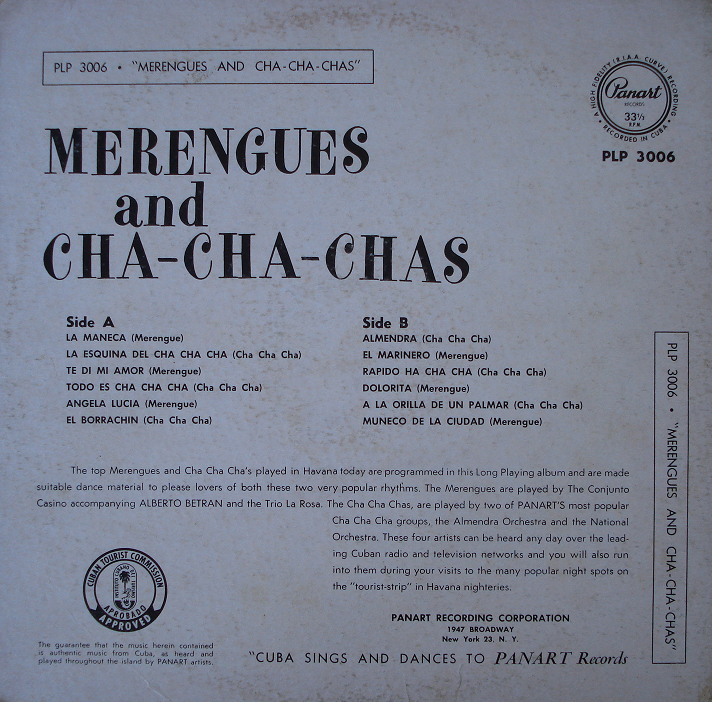 PLP 3006 • "MERENGUES AND CHA-CHA-CHAS"
A HIGH FIDELITY (R.I.A.A. CURVE) RECORDING
Panart
RECORDS
33⅓
R.P.M.
• RECORDED IN CUBA •
PLP 3006
MERENGUES
and
CHA-CHA-CHAS
Side A
LA MANECA (Merengue)
LA ESQUINA DEL CHA CHA CHA (Cha Cha Cha)
TE DI MI AMOR (Merengue)
TODO ES CHA CHA CHA (Cha Cha Cha)
ANGELA LUCIA (Merengue)
EL BORRACHIN (Cha Cha Cha)
Side B
ALMENDRA (Cha Cha Cha)
EL MARINERO (Merengue)
RAPIDO HA CHA CHA (Cha Cha Cha)
DOLORITA (Merengue)
A LA ORILLA DE UN PALMAR (Cha Cha Cha)
MUNECO DE LA CIUDAD (Merengue)
PLP 3006 • "MERENGUES AND CHA-CHA-CHAS"
The top Merengues and Cha Cha Cha's played in Havana today are programmed in this Long Playing album and are made
suitable dance material to please lovers of both these two very popular rhythms. The Merengues are played by The Conjunto
Casino accompanying ALBERTO BETRAN and the Trio La Rosa. The Cha Cha Chas, are played by two of PANART'S most popular
Cha Cha Cha groups, the Almendra Orchestra and the National
Orchestra. These four artists can be heard any day over the lead-
ing Cuban radio and television networks and you will also run
into them during your visits to the many popular night spots on
the "tourist-strip" in Havana nighteries.
CUBAN TOURIST COMMISSION
APROBADO
APPROVED
The guarantee that the music herein contained
is authentic music from Cuba, as heard and
played throughout the island by PANART artists.
PANART RECORDING CORPORATION
1947 BROADWAY
New York 23. N. Y.
"CUBA SINGS AND DANCES TO PANART Records